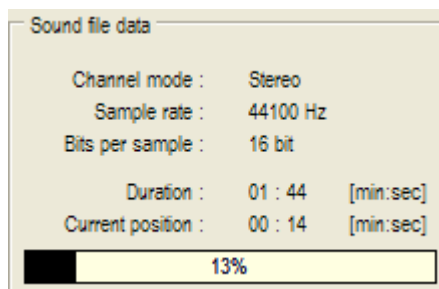 Sound file data
Channel mode : Stereo
Sample rate : 44100 Hz
Bits per sample : 16 bit
Duration : 01 : 44 [min:sec]
Current position : 00 : 14 [min:sec]
13%